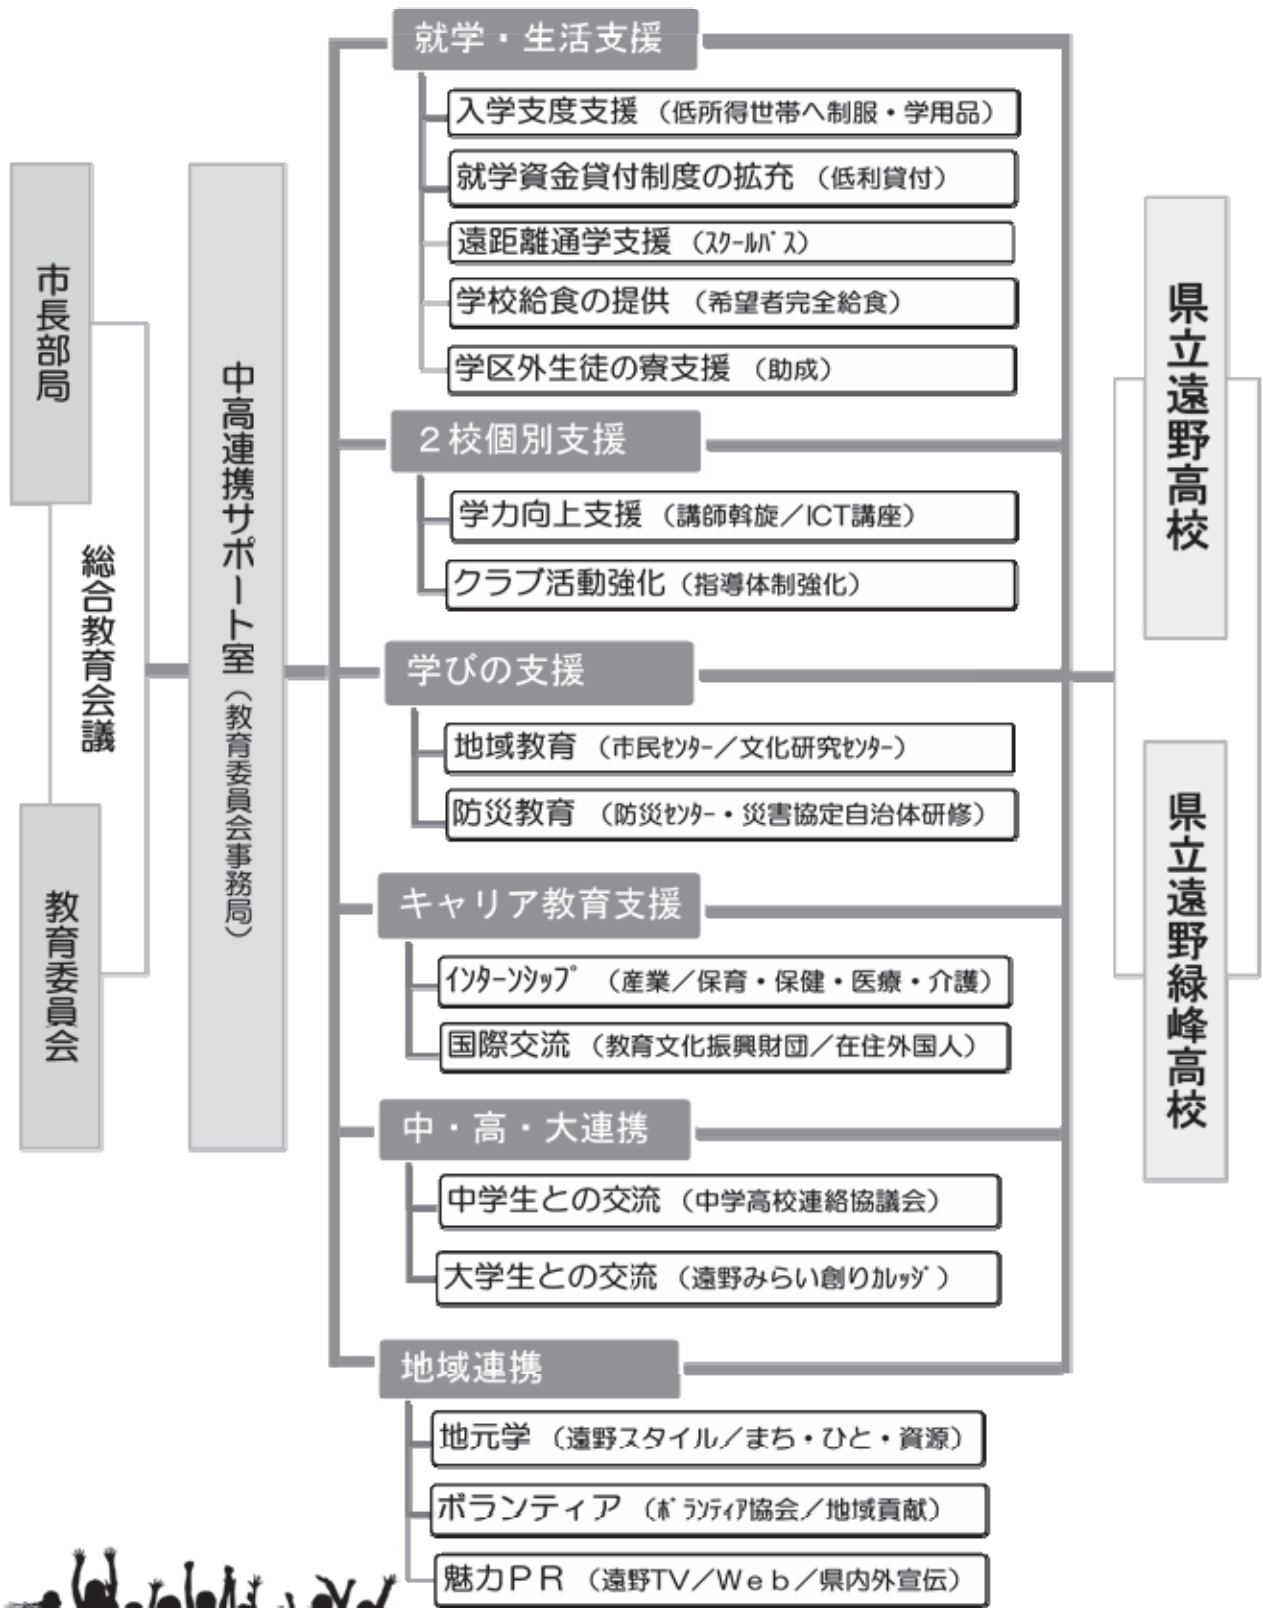 市長部局
総合教育会議
教育委員会
中高連携サポート室（教育委員会事務局）
就学・生活支援
入学支度支援 （低所得世帯へ制服・学用品）
就学資金貸付制度の拡充 （低利貸付）
遠距離通学支援 （ｽｸｰﾙﾊﾞｽ）
学校給食の提供 （希望者完全給食）
学区外生徒の寮支援 （助成）
２校個別支援
学力向上支援 （講師斡旋／ICT講座）
クラブ活動強化 （指導体制強化）
学びの支援
地域教育 （市民ｾﾝﾀｰ／文化研究ｾﾝﾀｰ）
防災教育 （防災ｾﾝﾀｰ・災害協定自治体研修）
キャリア教育支援
ｲﾝﾀｰﾝｼｯﾌﾟ （産業／保育・保健・医療・介護）
国際交流 （教育文化振興財団／在住外国人）
中・高・大連携
中学生との交流 （中学高校連絡協議会）
大学生との交流 （遠野みらい創りｶﾚｯｼﾞ）
地域連携
地元学 （遠野スタイル／まち・ひと・資源）
ボランティア （ﾎﾞﾗﾝﾃｨｱ協会／地域貢献）
魅力ＰＲ （遠野TV／Ｗｅｂ／県内外宣伝）
県立遠野高校
県立遠野緑峰高校